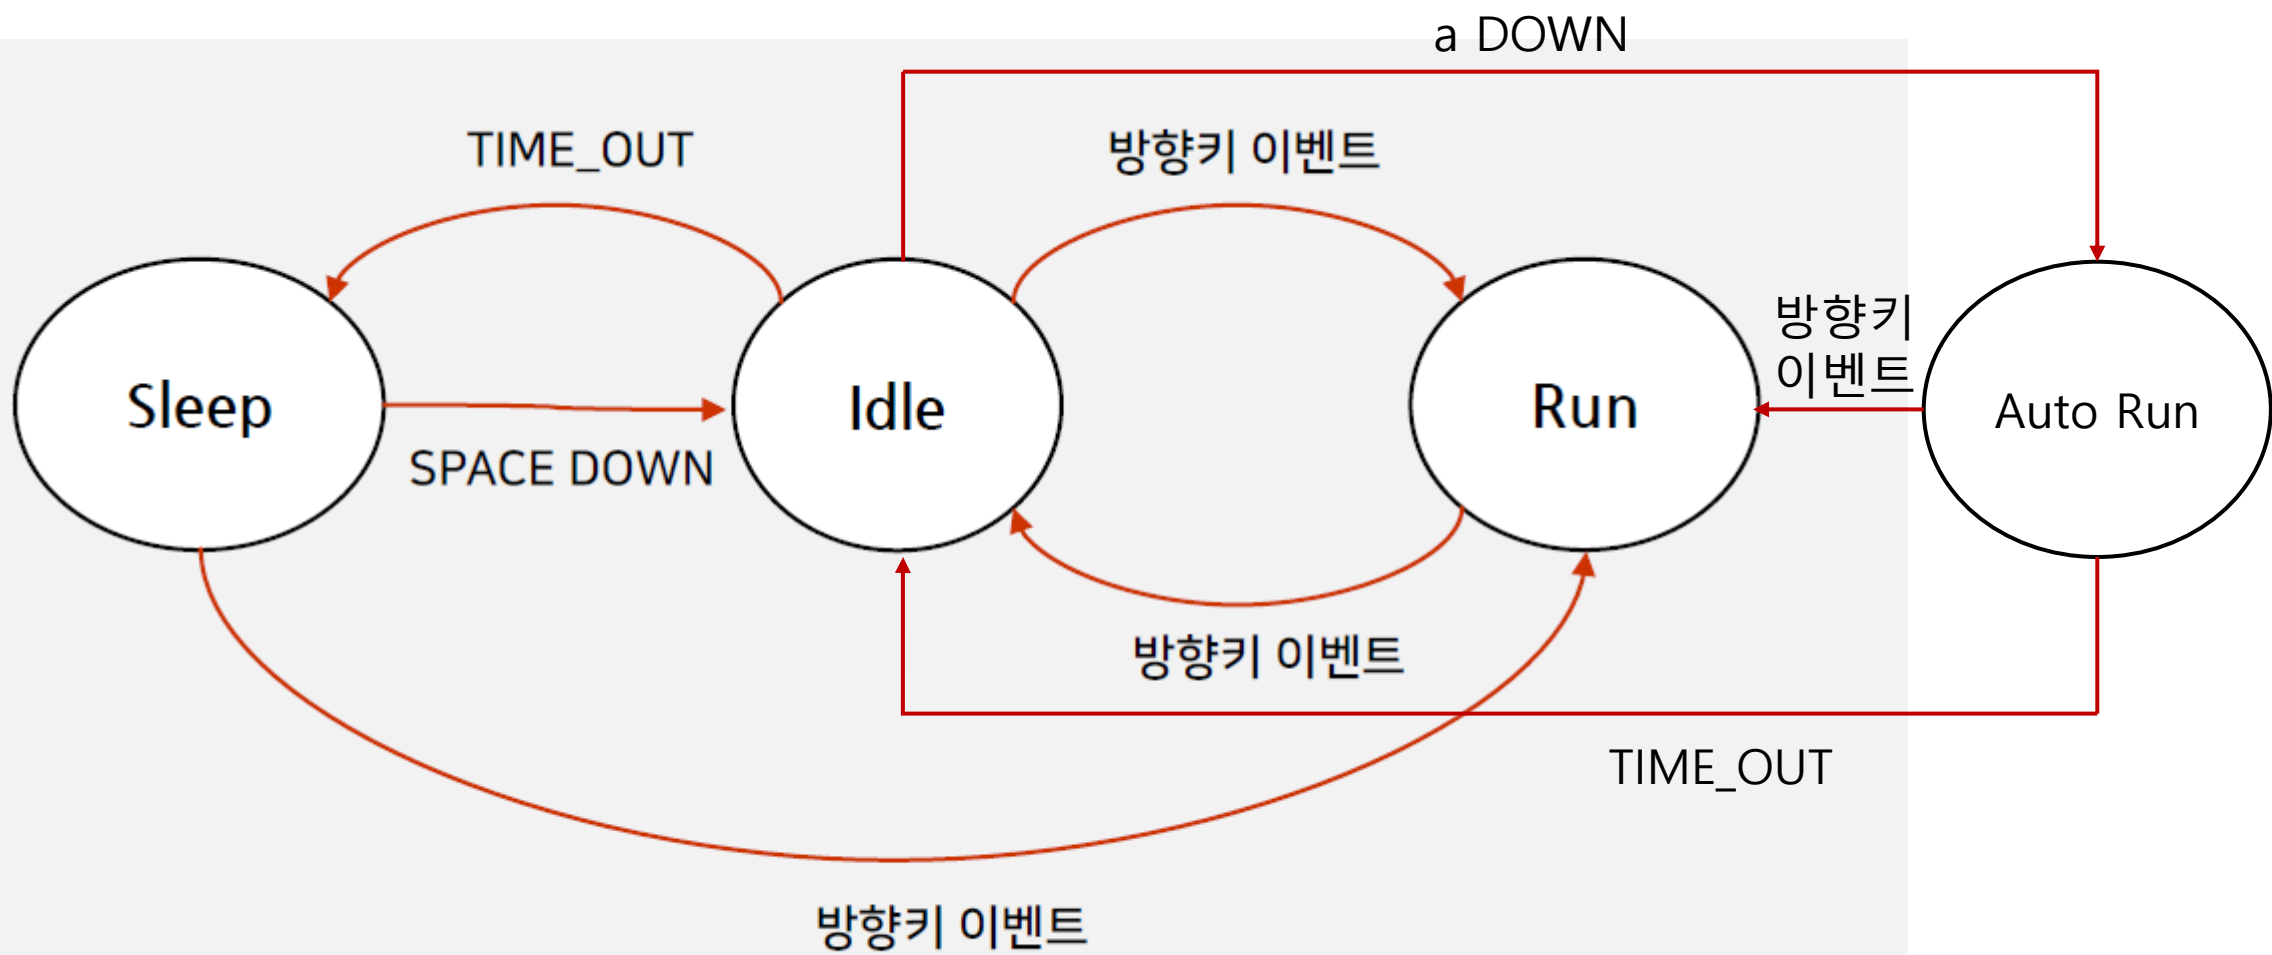 a DOWN
TIME_OUT
방향키 이벤트
방향키
이벤트
Sleep
Idle
Run
Auto Run
SPACE DOWN
방향키 이벤트
TIME_OUT
방향키 이벤트